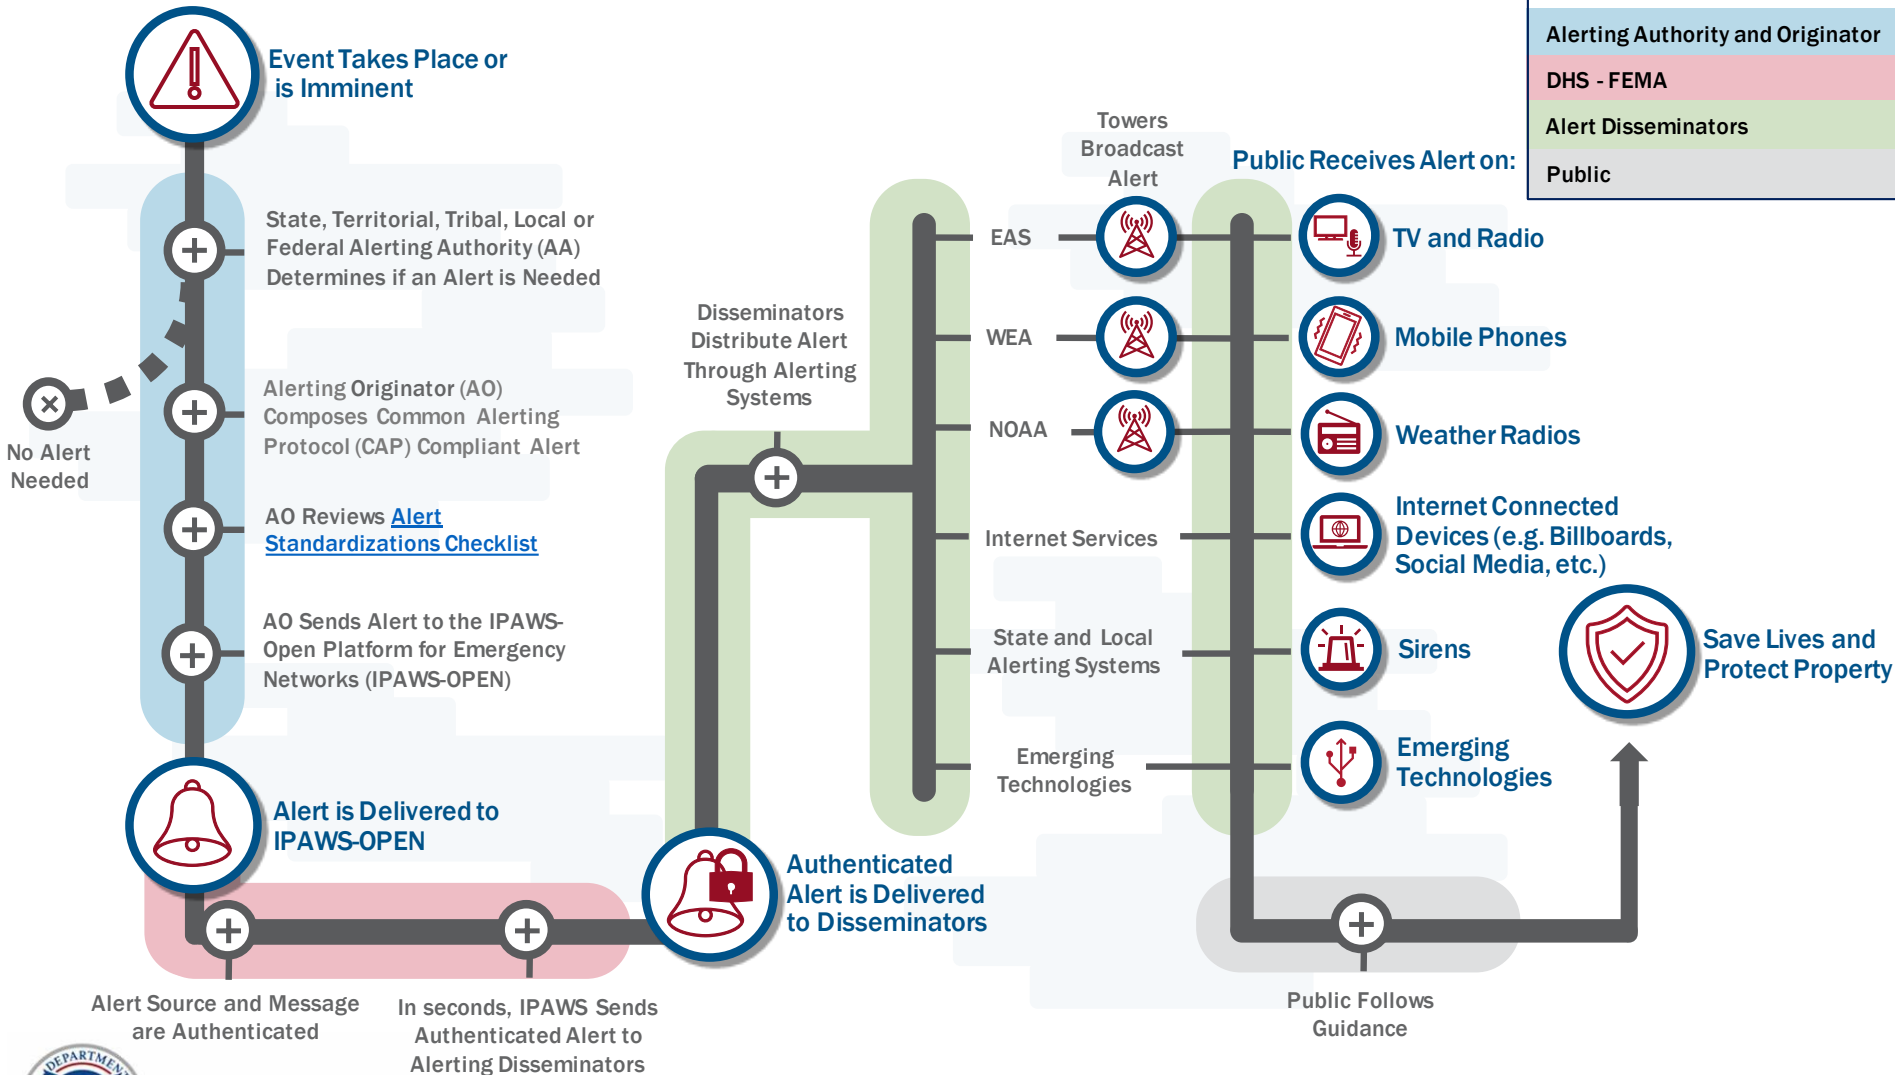 Event Takes Place or
is Imminent
State, Territorial, Tribal, Local or
Federal Alerting Authority (AA)
Determines if an Alert is Needed
No Alert
Needed
Alerting Originator (AO)
Composes Common Alerting
Protocol (CAP) Compliant Alert
AO Reviews Alert
Standardizations Checklist
AO Sends Alert to the IPAWS-
Open Platform for Emergency
Networks (IPAWS-OPEN)
Alert is Delivered to
IPAWS-OPEN
Alert Source and Message
are Authenticated
In seconds, IPAWS Sends
Authenticated Alert to
Alerting Disseminators
Authenticated
Alert is Delivered
to Disseminators
Disseminators
Distribute Alert
Through Alerting
Systems
EAS
WEA
NOAA
Internet Services
State and Local
Alerting Systems
Emerging
Technologies
Towers
Broadcast
Alert
Public Receives Alert on:
TV and Radio
Mobile Phones
Weather Radios
Internet Connected
Devices (e.g. Billboards,
Social Media, etc.)
Sirens
Emerging
Technologies
Public Follows
Guidance
Save Lives and
Protect Property
Alerting Authority and Originator
DHS - FEMA
Alert Disseminators
Public
DEPARTMEN